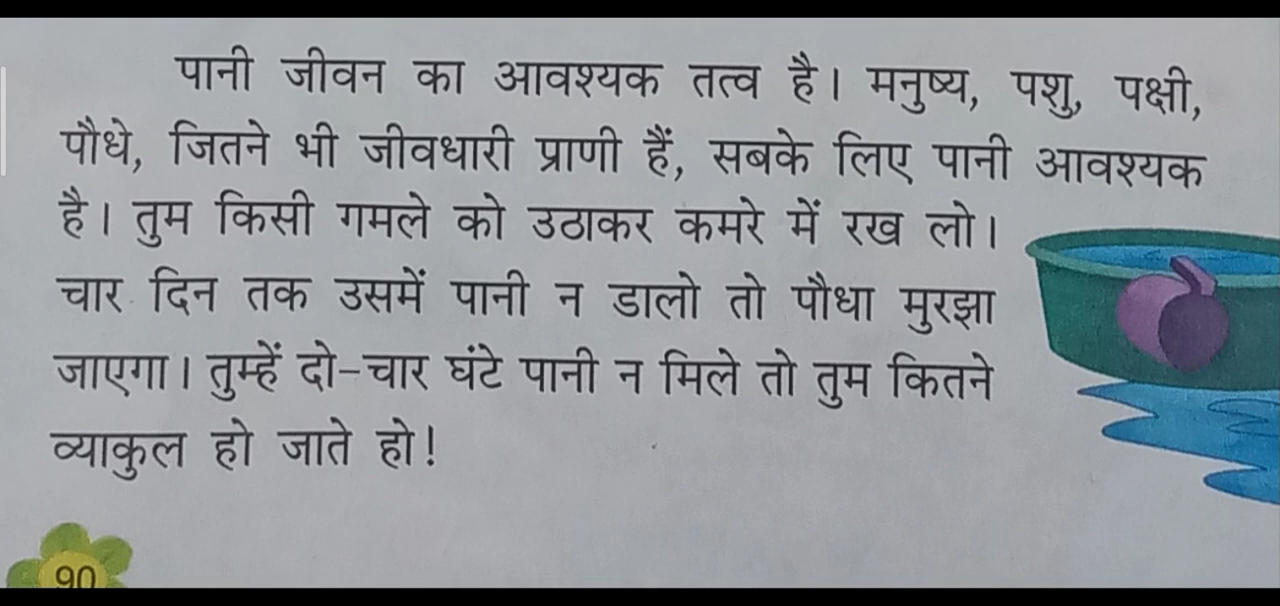 पानी जीवन का आवश्यक तत्व है। मनुष्य, पशु, पक्षी,
पौधे, जितने भी जीवधारी प्राणी हैं, सबके लिए पानी आवश्यक
है। तुम किसी गमले को उठाकर कमरे में रख लो।
चार दिन तक उसमें पानी न डालो तो पौधा मुरझा
जाएगा। तुम्हें दो-चार घंटे पानी न मिले तो तुम कितने
व्याकुल हो जाते हो!
90